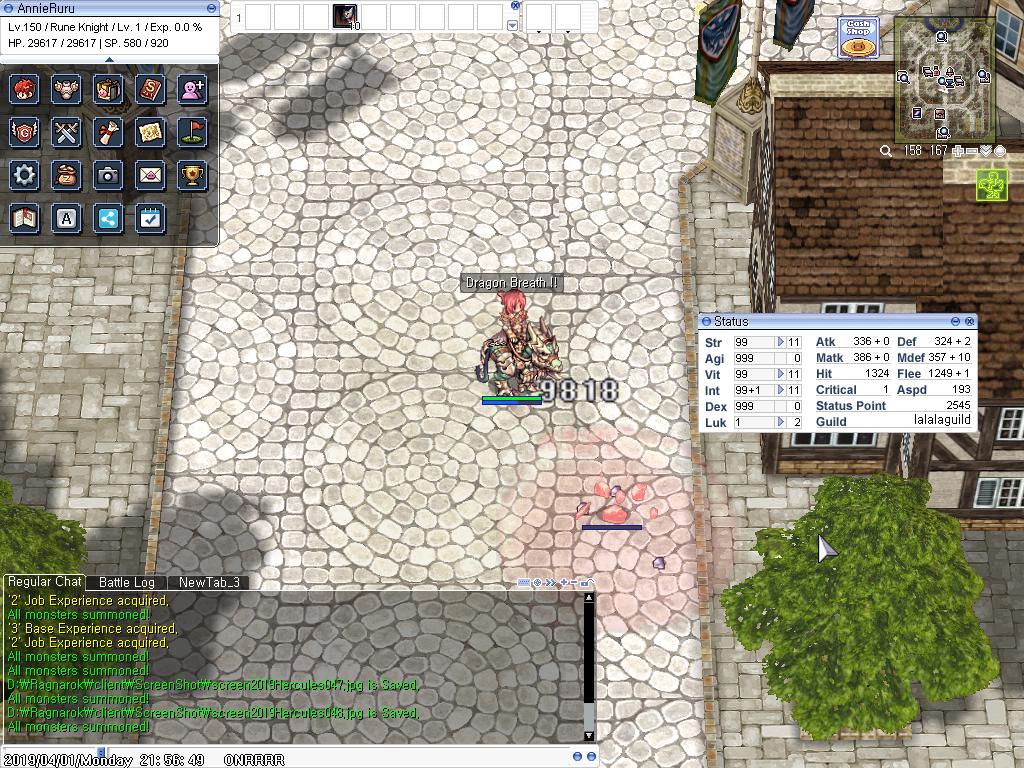 AnnieRuru
Lv.150 / Rune Knight / Lv. 1 / Exp. 0.0 %
HP. 29617 / 29617 | SP. 580 / 920
1
Cash
Shop
158 167
Dragon Breath !!
9818
Status
Str 99 11 Atk 336 + 0 Def 324 + 2
Agi 999 0 Matk 386 + 0 Mdef 357 + 10
Vit 99 11 Hit 1324 Flee 1249 + 1
Int 99+1 11 Critical 1 Aspd 193
Dex 999 0 Status Point 2545
Luk 1 2 Guild lalalaguild
Regular Chat Battle Log NewTab_3
'2' Job Experience acquired,
All monsters summoned!
'3' Base Experience acquired,
'2' Job Experience acquired,
All monsters summoned!
All monsters summoned!
D:₩Ragnarok₩client₩ScreenShot₩screen2019Hercules047.jpg is Saved,
All monsters summoned!
D:₩Ragnarok₩client₩ScreenShot₩screen2019Hercules048.jpg is Saved,
All monsters summoned!
2019/04/01/Monday 21:56:49 ONRRRR